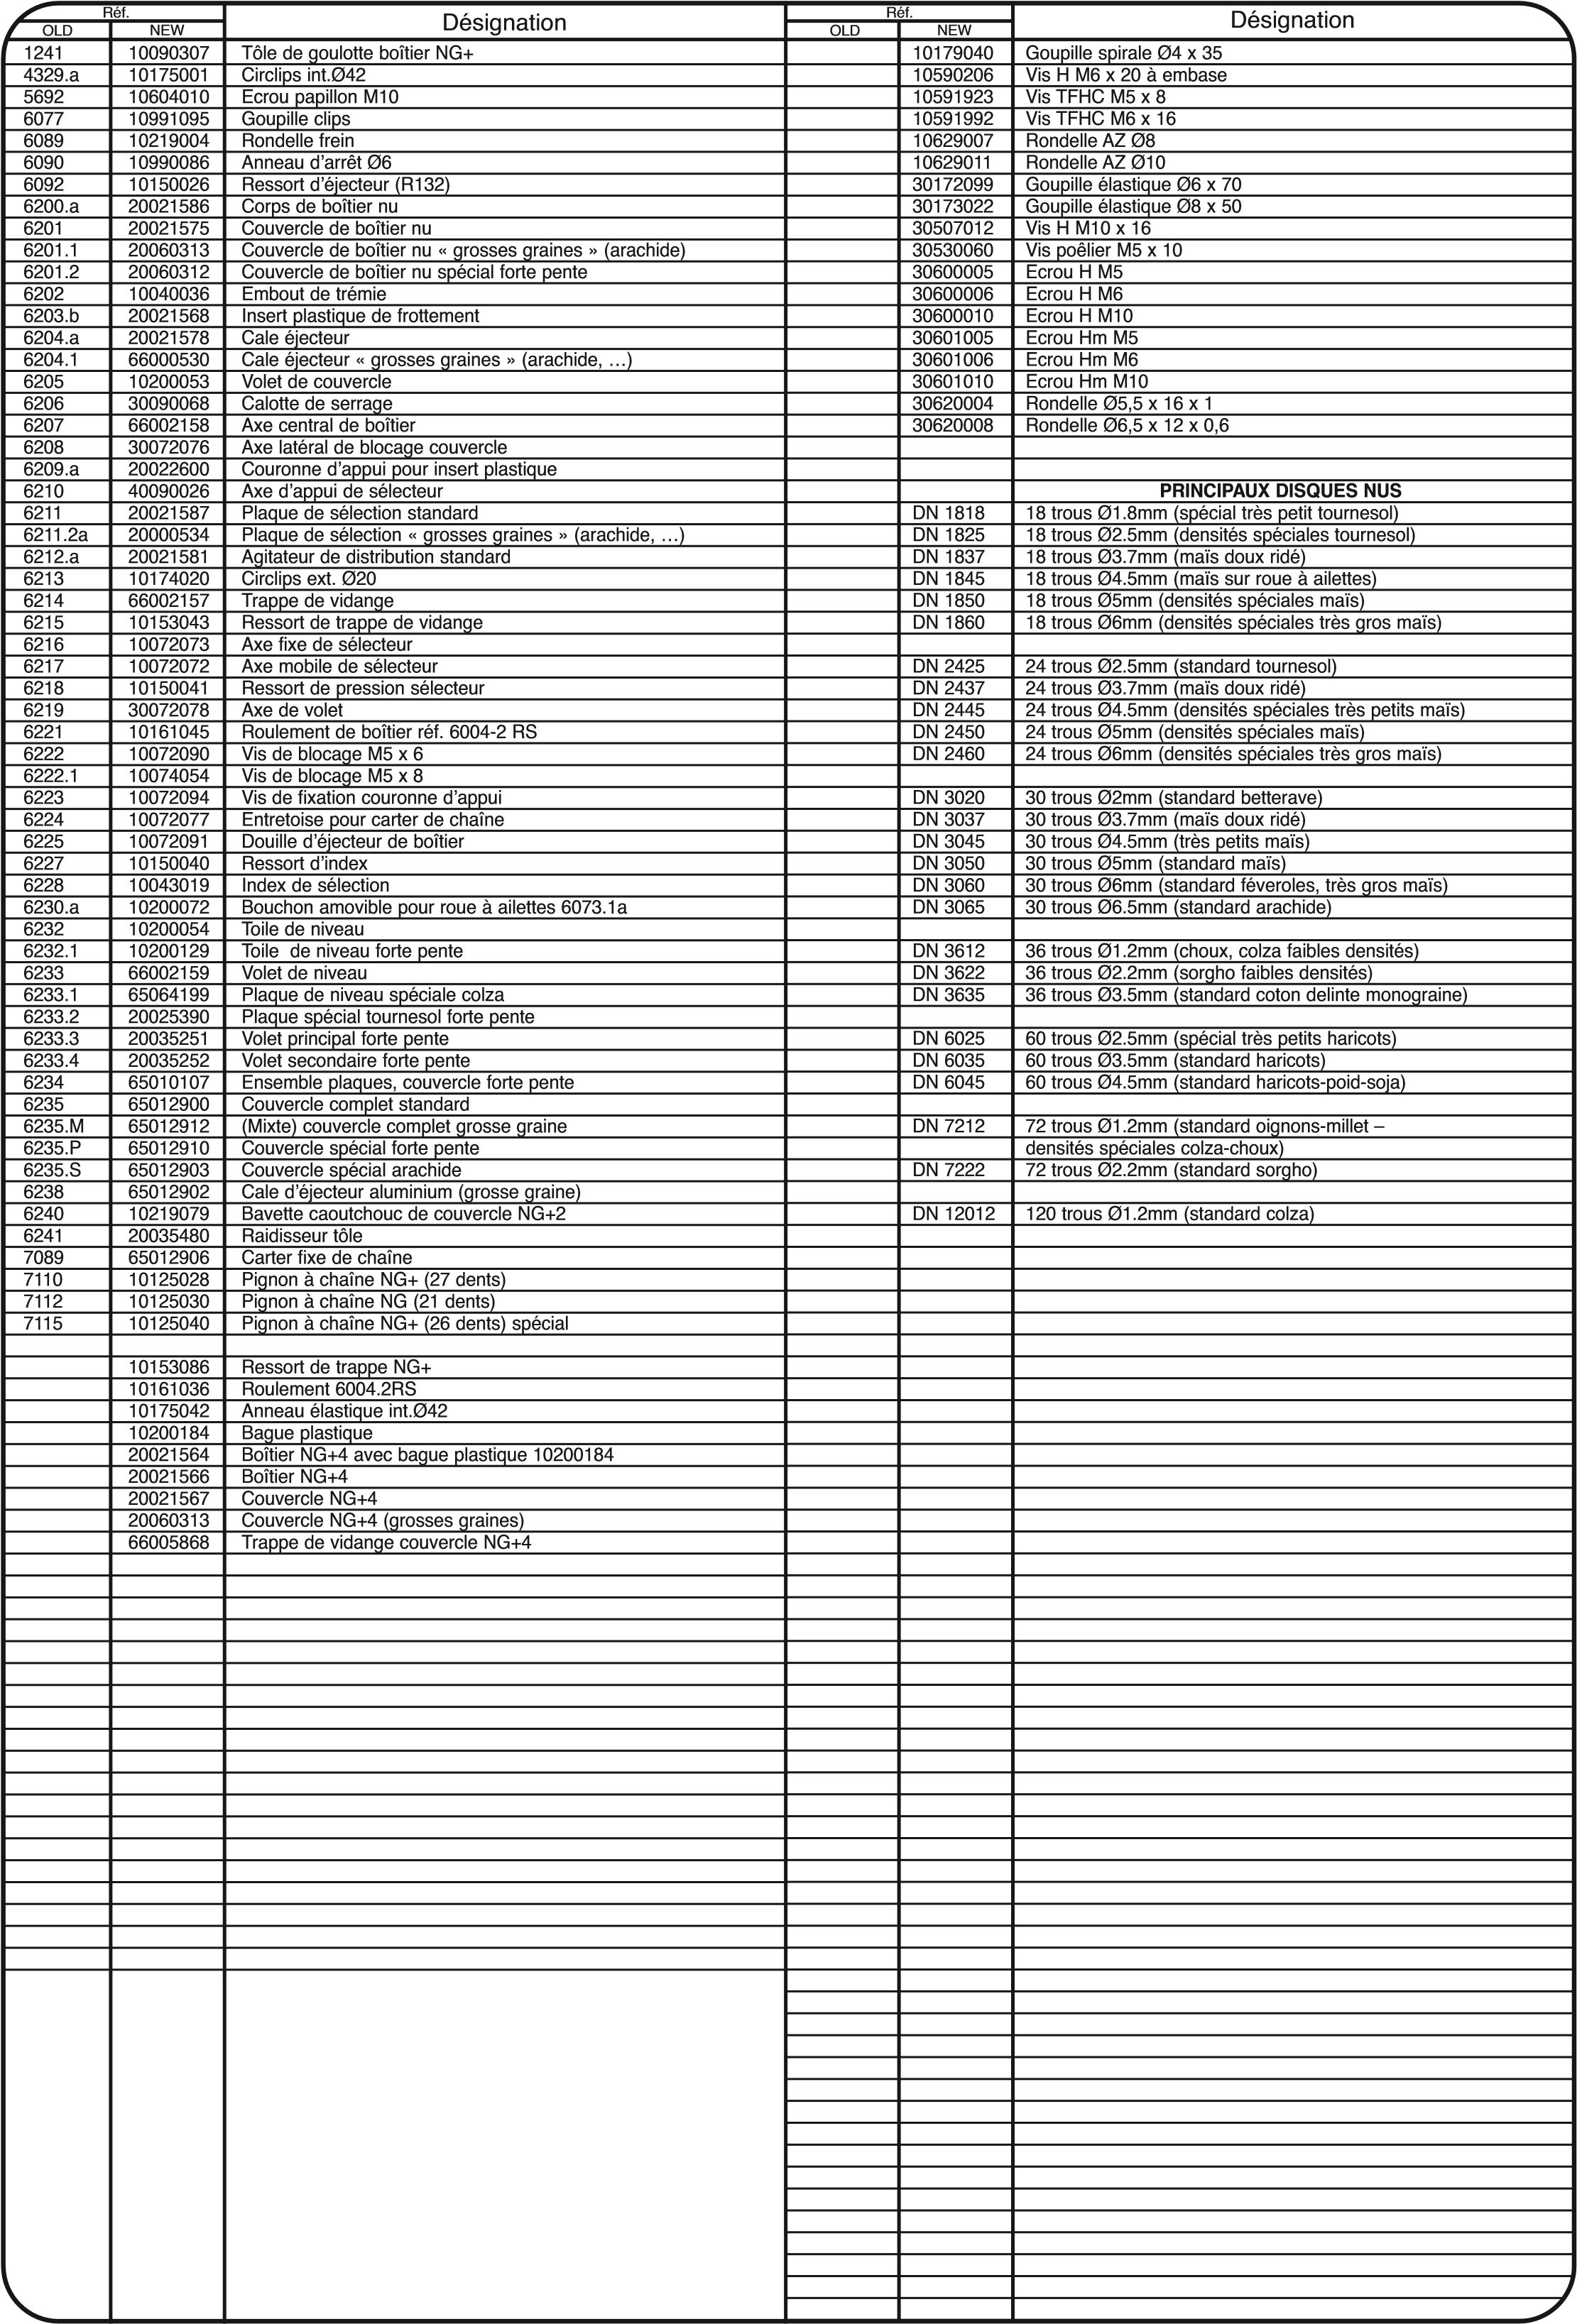 Réf.
OLD NEW Désignation
1241 10090307 Tôle de goulotte boîtier NG+
4329.a 10175001 Circlips int.Ø42
5692 10604010 Ecrou papillon M10
6077 10991095 Goupille clips
6089 10219004 Rondelle frein
6090 10990086 Anneau d’arrêt Ø6
6092 10150026 Ressort d’éjecteur (R132)
6200.a 20021586 Corps de boîtier nu
6201 20021575 Couvercle de boîtier nu
6201.1 20060313 Couvercle de boîtier nu « grosses graines » (arachide)
6201.2 20060312 Couvercle de boîtier nu spécial forte pente
6202 10040036 Embout de trémie
6203.b 20021568 Insert plastique de frottement
6204.a 20021578 Cale éjecteur
6204.1 66000530 Cale éjecteur « grosses graines » (arachide, …)
6205 10200053 Volet de couvercle
6206 30090068 Calotte de serrage
6207 66002158 Axe central de boîtier
6208 30072076 Axe latéral de blocage couvercle
6209.a 20022600 Couronne d’appui pour insert plastique
6210 40090026 Axe d’appui de sélecteur
6211 20021587 Plaque de sélection standard
6211.2a 20000534 Plaque de sélection « grosses graines » (arachide, …)
6212.a 20021581 Agitateur de distribution standard
6213 10174020 Circlips ext. Ø20
6214 66002157 Trappe de vidange
6215 10153043 Ressort de trappe de vidange
6216 10072073 Axe fixe de sélecteur
6217 10072072 Axe mobile de sélecteur
6218 10150041 Ressort de pression sélecteur
6219 30072078 Axe de volet
6221 10161045 Roulement de boîtier réf. 6004-2 RS
6222 10072090 Vis de blocage M5 x 6
6222.1 10074054 Vis de blocage M5 x 8
6223 10072094 Vis de fixation couronne d’appui
6224 10072077 Entretoise pour carter de chaîne
6225 10072091 Douille d’éjecteur de boîtier
6227 10150040 Ressort d’index
6228 10043019 Index de sélection
6230.a 10200072 Bouchon amovible pour roue à ailettes 6073.1a
6232 10200054 Toile de niveau
6232.1 10200129 Toile  de niveau forte pente
6233 66002159 Volet de niveau
6233.1 65064199 Plaque de niveau spéciale colza
6233.2 20025390 Plaque spécial tournesol forte pente
6233.3 20035251 Volet principal forte pente
6233.4 20035252 Volet secondaire forte pente
6234 65010107 Ensemble plaques, couvercle forte pente
6235 65012900 Couvercle complet standard
6235.M 65012912 (Mixte) couvercle complet grosse graine
6235.P 65012910 Couvercle spécial forte pente
6235.S 65012903 Couvercle spécial arachide
6238 65012902 Cale d’éjecteur aluminium (grosse graine)
6240 10219079 Bavette caoutchouc de couvercle NG+2
6241 20035480 Raidisseur tôle
7089 65012906 Carter fixe de chaîne
7110 10125028 Pignon à chaîne NG+ (27 dents)
7112 10125030 Pignon à chaîne NG (21 dents)
7115 10125040 Pignon à chaîne NG+ (26 dents) spécial
10153086 Ressort de trappe NG+
10161036 Roulement 6004.2RS
10175042 Anneau élastique int.Ø42
10200184 Bague plastique
20021564 Boîtier NG+4 avec bague plastique 10200184
20021566 Boîtier NG+4
20021567 Couvercle NG+4
20060313 Couvercle NG+4 (grosses graines)
66005868 Trappe de vidange couvercle NG+4
Réf.
OLD NEW Désignation
10179040 Goupille spirale Ø4 x 35
10590206 Vis H M6 x 20 à embase
10591923 Vis TFHC M5 x 8
10591992 Vis TFHC M6 x 16
10629007 Rondelle AZ Ø8
10629011 Rondelle AZ Ø10
30172099 Goupille élastique Ø6 x 70
30173022 Goupille élastique Ø8 x 50
30507012 Vis H M10 x 16
30530060 Vis poêlier M5 x 10
30600005 Ecrou H M5
30600006 Ecrou H M6
30600010 Ecrou H M10
30601005 Ecrou Hm M5
30601006 Ecrou Hm M6
30601010 Ecrou Hm M10
30620004 Rondelle Ø5,5 x 16 x 1
30620008 Rondelle Ø6,5 x 12 x 0,6
PRINCIPAUX DISQUES NUS
DN 1818 18 trous Ø1.8mm (spécial très petit tournesol)
DN 1825 18 trous Ø2.5mm (densités spéciales tournesol)
DN 1837 18 trous Ø3.7mm (maïs doux ridé)
DN 1845 18 trous Ø4.5mm (maïs sur roue à ailettes)
DN 1850 18 trous Ø5mm (densités spéciales maïs)
DN 1860 18 trous Ø6mm (densités spéciales très gros maïs)
DN 2425 24 trous Ø2.5mm (standard tournesol)
DN 2437 24 trous Ø3.7mm (maïs doux ridé)
DN 2445 24 trous Ø4.5mm (densités spéciales très petits maïs)
DN 2450 24 trous Ø5mm (densités spéciales maïs)
DN 2460 24 trous Ø6mm (densités spéciales très gros maïs)
DN 3020 30 trous Ø2mm (standard betterave)
DN 3037 30 trous Ø3.7mm (maïs doux ridé)
DN 3045 30 trous Ø4.5mm (très petits maïs)
DN 3050 30 trous Ø5mm (standard maïs)
DN 3060 30 trous Ø6mm (standard féveroles, très gros maïs)
DN 3065 30 trous Ø6.5mm (standard arachide)
DN 3612 36 trous Ø1.2mm (choux, colza faibles densités)
DN 3622 36 trous Ø2.2mm (sorgho faibles densités)
DN 3635 36 trous Ø3.5mm (standard coton delinte monograine)
DN 6025 60 trous Ø2.5mm (spécial très petits haricots)
DN 6035 60 trous Ø3.5mm (standard haricots)
DN 6045 60 trous Ø4.5mm (standard haricots-poid-soja)
DN 7212 72 trous Ø1.2mm (standard oignons-millet –
densités spéciales colza-choux)
DN 7222 72 trous Ø2.2mm (standard sorgho)
DN 12012 120 trous Ø1.2mm (standard colza)